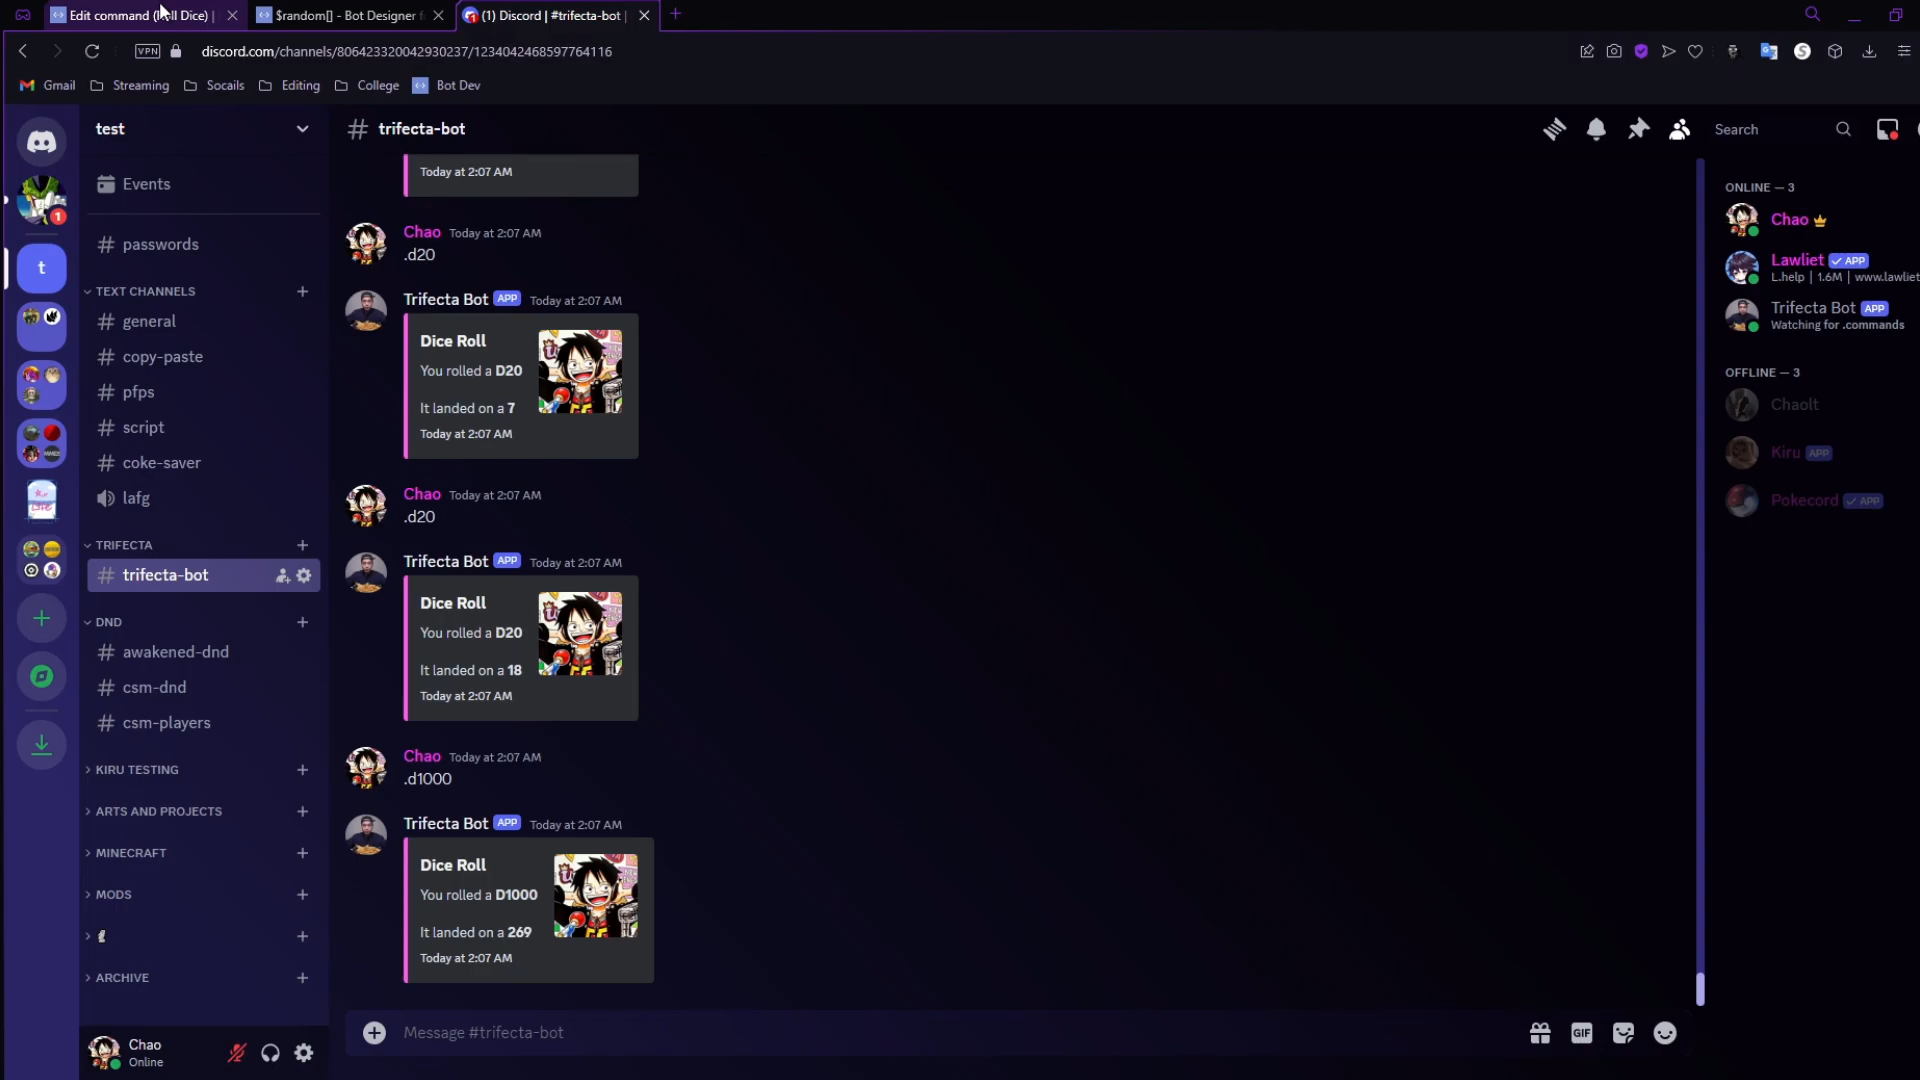 Edit command (Roll Dice) |
$random[] - Bot Designer f
(1) Discord | #trifecta-bot |
VPN
discord.com/channels/806423320042930237/1234042468597764116
Gmail
Streaming
Socails
Editing
College
Bot Dev
test
Events
passwords
TEXT CHANNELS
general
copy-paste
pfps
script
coke-saver
lafg
TRIFECTA
trifecta-bot
DND
awakened-dnd
csm-dnd
csm-players
KIRU TESTING
ARTS AND PROJECTS
MINECRAFT
MODS
ARCHIVE
t
1
Chao
Online
trifecta-bot
Search
Today at 2:07 AM
Chao Today at 2:07 AM
.d20
Trifecta Bot APP Today at 2:07 AM
Dice Roll
You rolled a D20
It landed on a 7
Today at 2:07 AM
Chao Today at 2:07 AM
.d20
Trifecta Bot APP Today at 2:07 AM
Dice Roll
You rolled a D20
It landed on a 18
Today at 2:07 AM
Chao Today at 2:07 AM
.d1000
Trifecta Bot APP Today at 2:07 AM
Dice Roll
You rolled a D1000
It landed on a 269
Today at 2:07 AM
Message #trifecta-bot
GIF
ONLINE — 3
Chao
Lawliet APP
L.help | 1.6M | www.lawliet
Trifecta Bot APP
Watching for .commands
OFFLINE — 3
Chaolt
Kiru APP
Pokecord APP